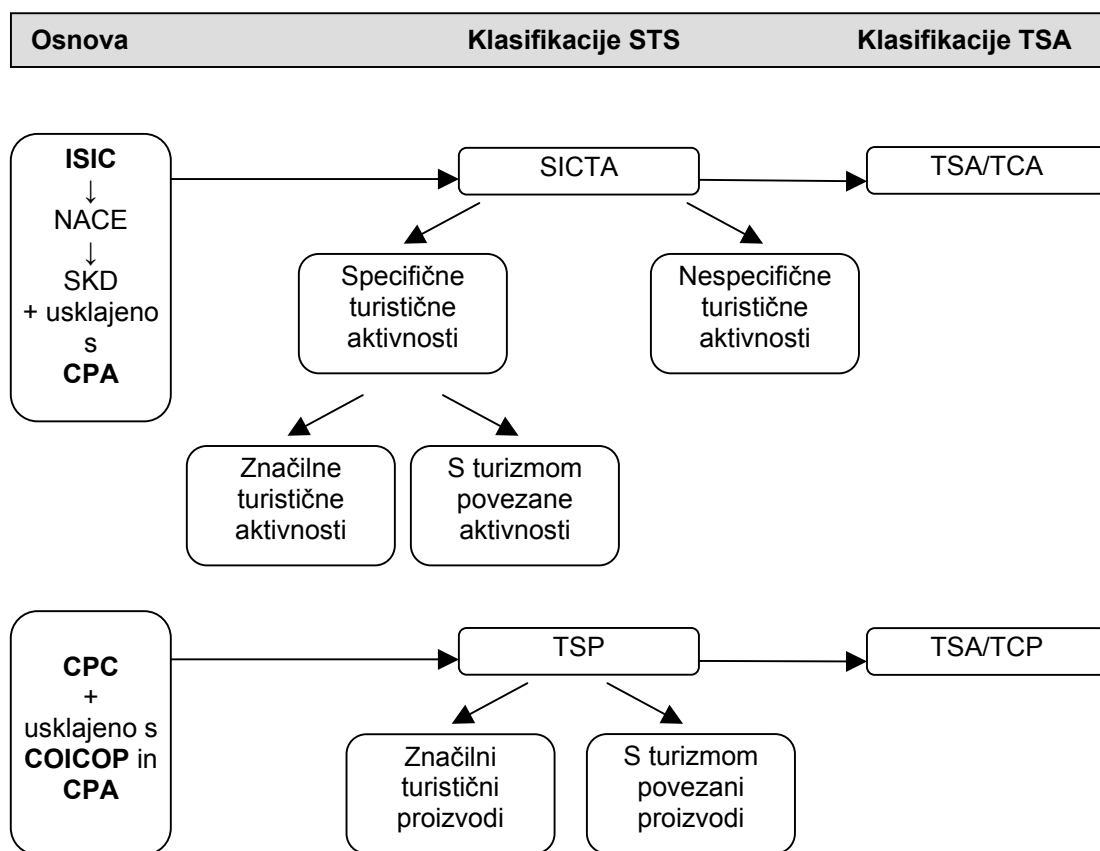 Osnova Klasifikacije STS Klasifikacije TSA
ISIC
↓
NACE
↓
SKD
+ usklajeno
s
CPA
SICTA
TSA/TCA
Specifične
turistične
aktivnosti
Nespecifične
turistične
aktivnosti
Značilne
turistične
aktivnosti
S turizmom
povezane
aktivnosti
CPC
+
usklajeno s
COICOP in
CPA
TSP
TSA/TCP
Značilni
turistični
proizvodi
S turizmom
povezani
proizvodi